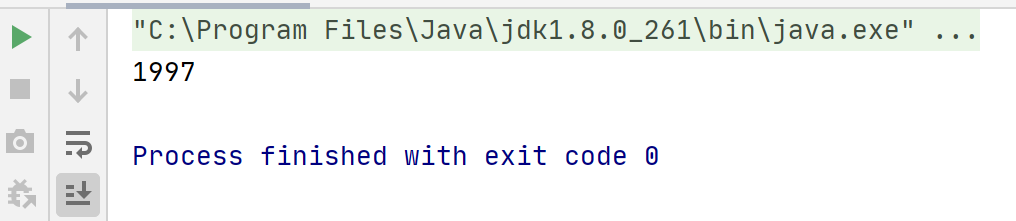 "C:\Program Files\Java\jdk1.8.0_261\bin\java.exe" ...
1997
Process finished with exit code 0